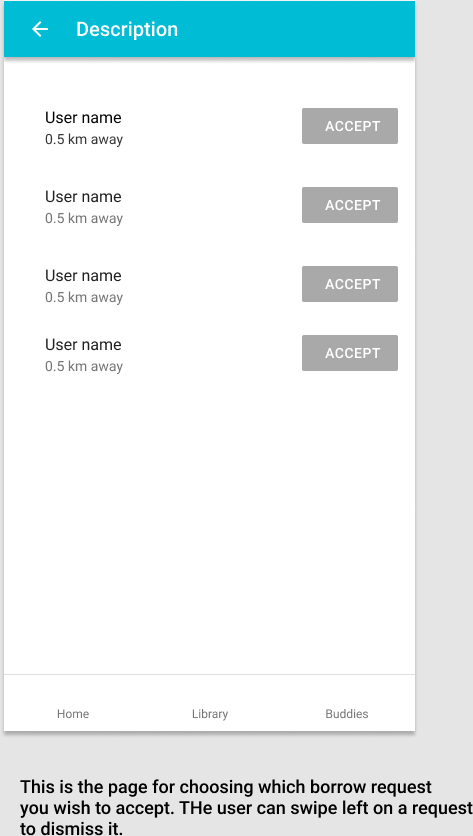 Description
User name
0.5 km away
ACCEPT
User name
0.5 km away
ACCEPT
User name
0.5 km away
ACCEPT
User name
0.5 km away
ACCEPT
Home
Library
Buddies
This is the page for choosing which borrow request
you wish to accept. THe user can swipe left on a request
to dismiss it.